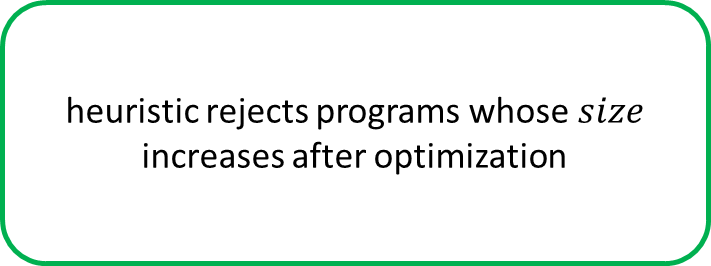 heuristic rejects programs whose size
increases after optimization